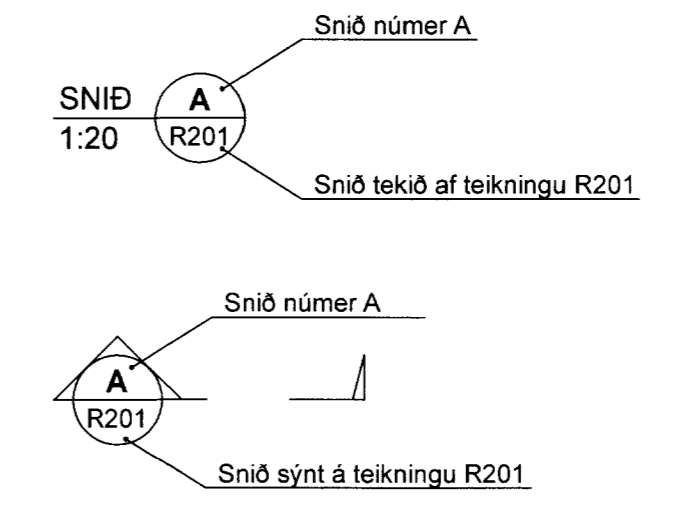 Snið númer A
SNIÐ
A
1:20
R201
Snið tekið af teikningu R201
Snið númer A
A
R201
Snið sýnt á teikningu R201